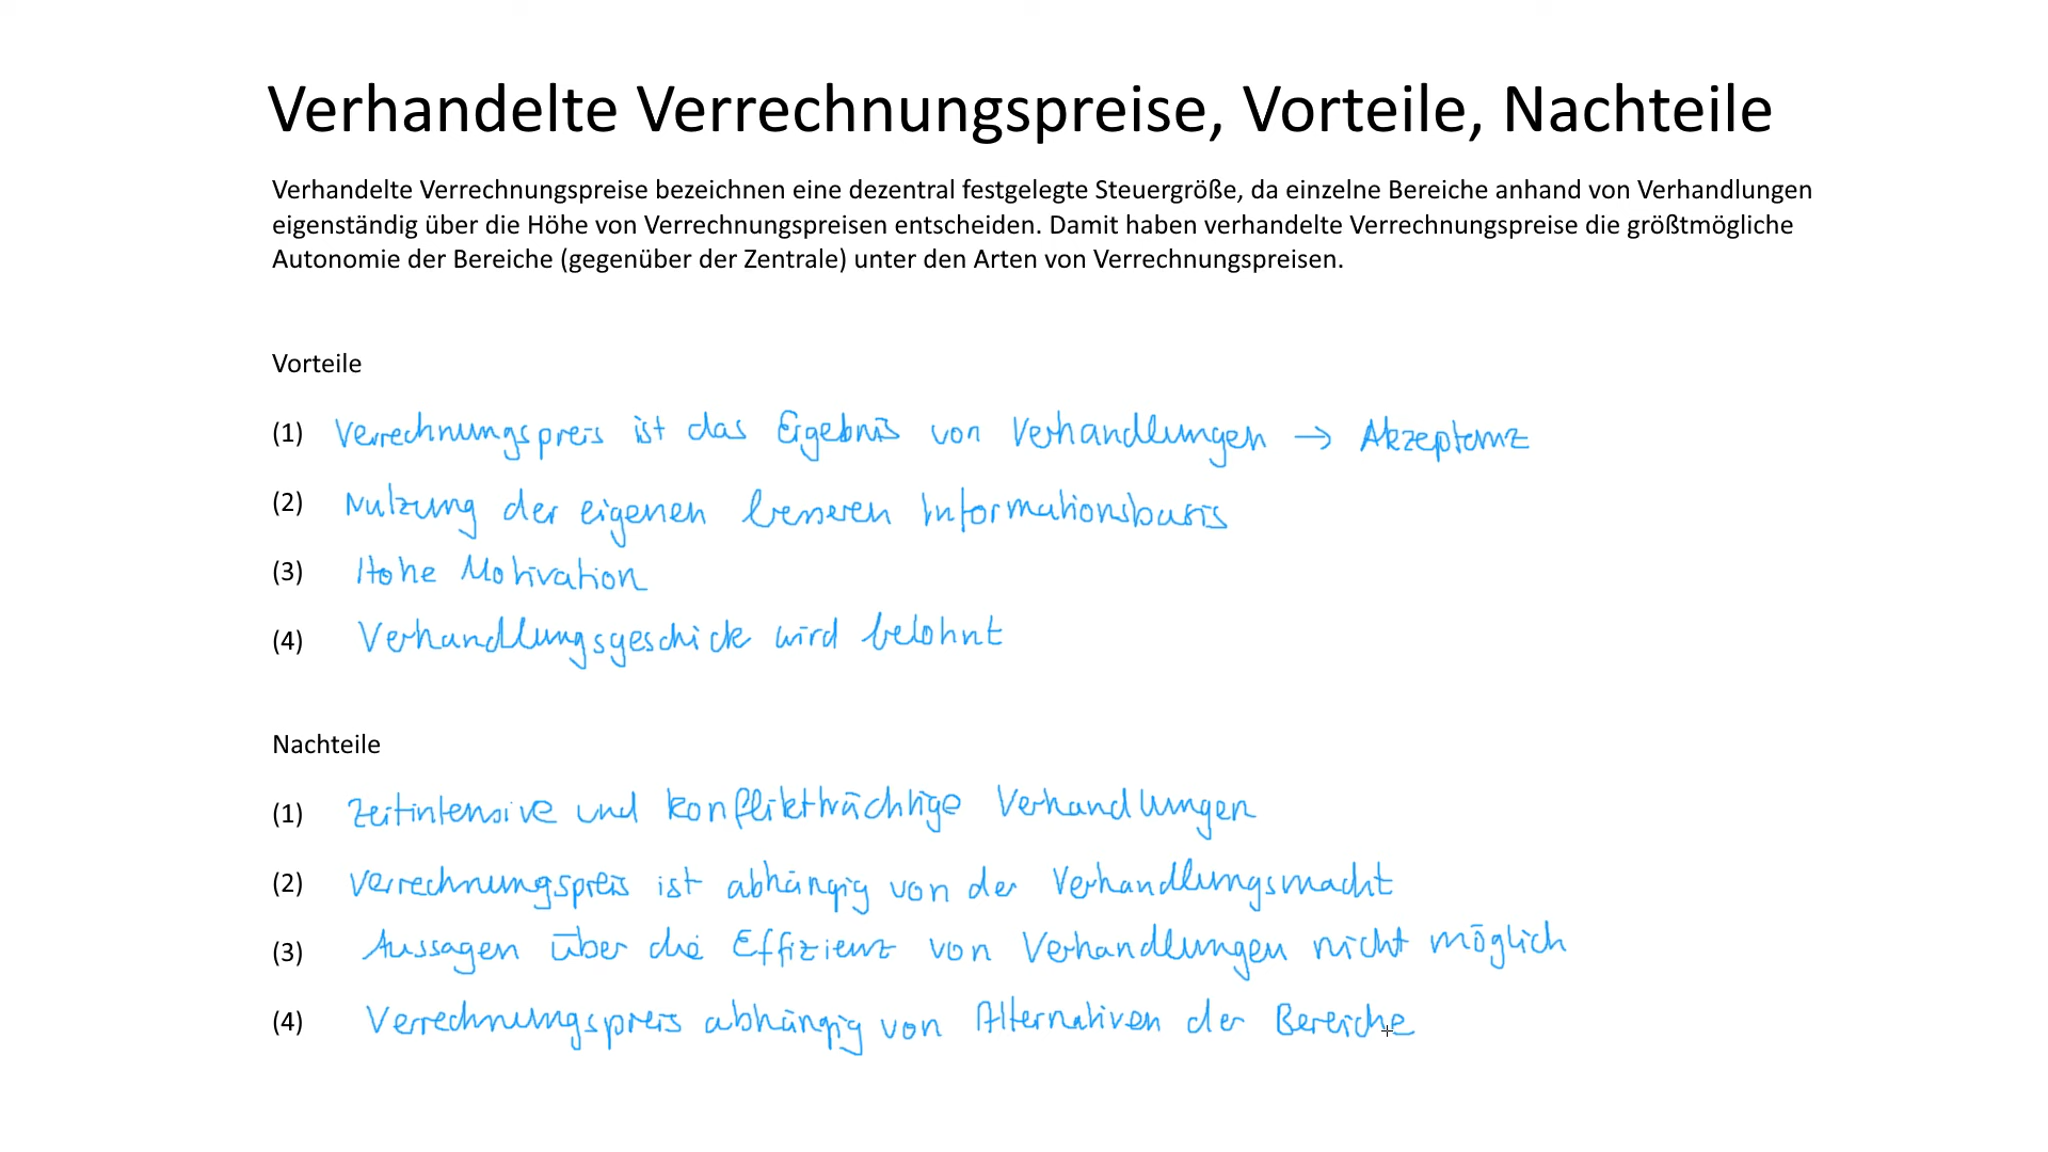 Verhandelte Verrechnungspreise, Vorteile, Nachteile
Verhandelte Verrechnungspreise bezeichnen eine dezentral festgelegte Steuergröße, da einzelne Bereiche anhand von Verhandlungen
eigenständig über die Höhe von Verrechnungspreisen entscheiden. Damit haben verhandelte Verrechnungspreise die größtmögliche
Autonomie der Bereiche (gegenüber der Zentrale) unter den Arten von Verrechnungspreisen.
Vorteile
(1) Verrechnungspreis ist das Ergebnis von Verhandlungen → Akzeptanz
(2) Nutzung der eigenen besseren Informationsbasis
(3) Hohe Motivation
(4) Verhandlungsgeschick wird belohnt
Nachteile
(1) Zeitintensive und konfliktträchtige Verhandlungen
(2) Verrechnungspreis ist abhängig von der Verhandlungsmacht
(3) Aussagen über die Effizienz von Verhandlungen nicht möglich
(4) Verrechnungspreis abhängig von Alternativen der Bereiche